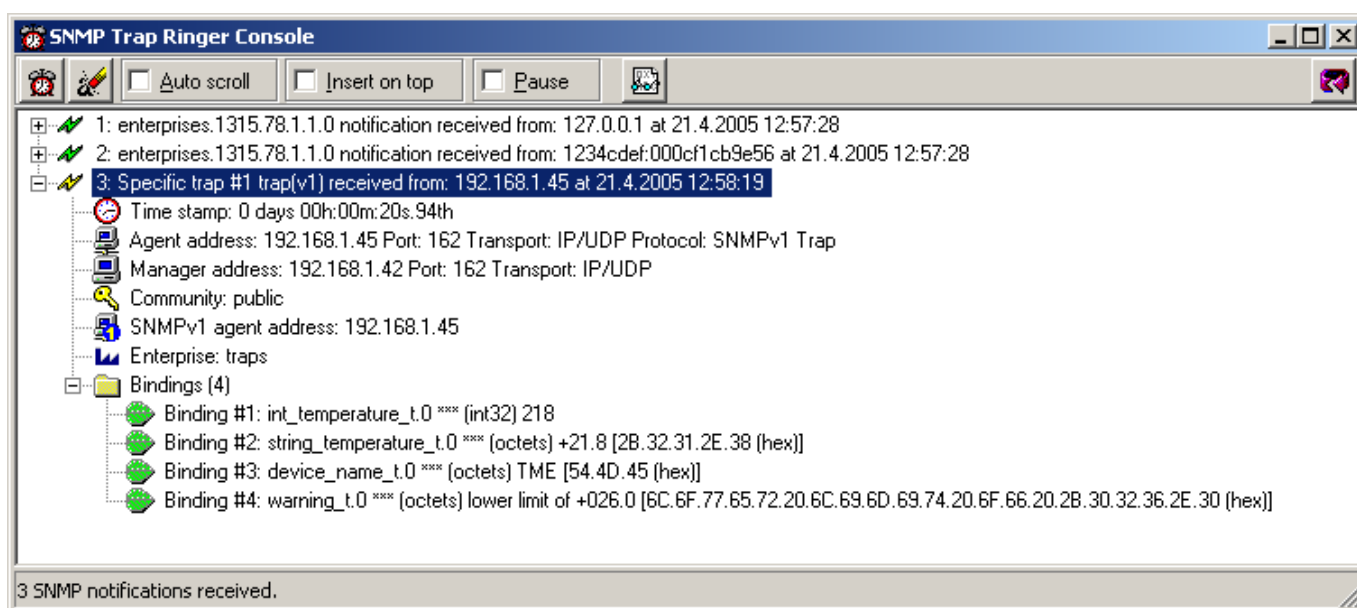 SNMP Trap Ringer Console
Auto scroll Insert on top Pause
1: enterprises.1315.78.1.1.0 notification received from: 127.0.0.1 at 21.4.2005 12:57:28
2: enterprises.1315.78.1.1.0 notification received from: 1234cdef:000cf1cb9e56 at 21.4.2005 12:57:28
3: Specific trap #1 trap(v1) received from: 192.168.1.45 at 21.4.2005 12:58:19
Time stamp: 0 days 00h:00m:20s.94th
Agent address: 192.168.1.45 Port: 162 Transport: IP/UDP Protocol: SNMPv1 Trap
Manager address: 192.168.1.42 Port: 162 Transport: IP/UDP
Community: public
SNMPv1 agent address: 192.168.1.45
Enterprise: traps
Bindings (4)
Binding #1: int_temperature_t.0 *** (int32) 218
Binding #2: string_temperature_t.0 *** (octets) +21.8 [2B.32.31.2E.38 (hex)]
Binding #3: device_name_t.0 *** (octets) TME [54.4D.45 (hex)]
Binding #4: warning_t.0 *** (octets) lower limit of +026.0 [6C.6F.77.65.72.20.6C.69.6D.69.74.20.6F.66.20.2B.30.32.36.2E.30 (hex)]
3 SNMP notifications received.